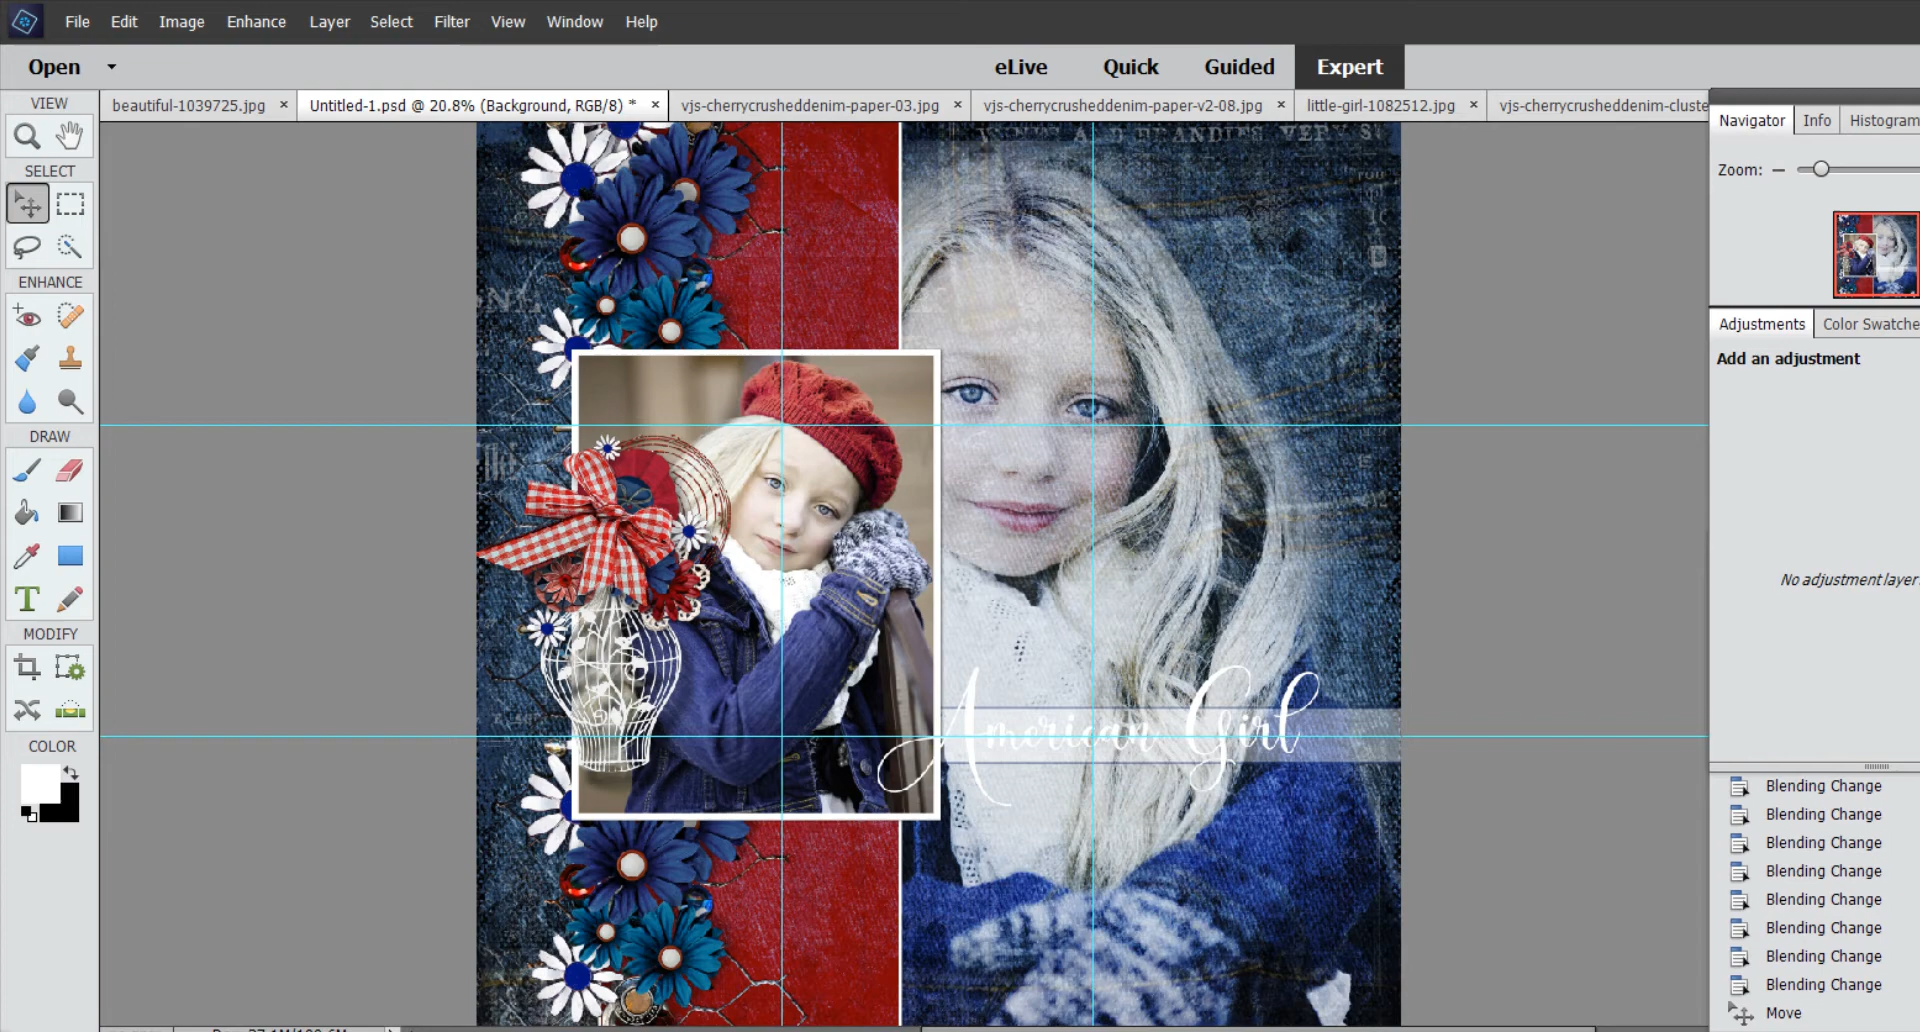 File Edit Image Enhance Layer Select Filter View Window Help
Open eLive Quick Guided Expert
VIEW
beautiful-1039725.jpg × Untitled-1.psd @ 20.8% (Background, RGB/8) * × vjs-cherrycrusheddenim-paper-03.jpg × vjs-cherrycrusheddenim-paper-v2-08.jpg × little-girl-1082512.jpg × vjs-cherrycrusheddenim-cluste
Navigator Info Histogram
Zoom:
SELECT
ENHANCE
Adjustments Color Swatche
Add an adjustment
DRAW
No adjustment layer
T
MODIFY
American Girl
COLOR
Blending Change
Blending Change
Blending Change
Blending Change
Blending Change
Blending Change
Blending Change
Blending Change
Move